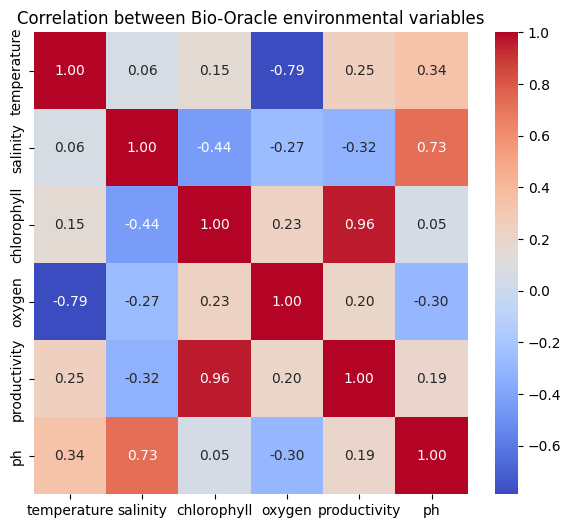 Correlation between Bio-Oracle environmental variables
temperature 1.00 0.06 0.15 -0.79 0.25 0.34
salinity 0.06 1.00 -0.44 -0.27 -0.32 0.73
chlorophyll 0.15 -0.44 1.00 0.23 0.96 0.05
oxygen -0.79 -0.27 0.23 1.00 0.20 -0.30
productivity 0.25 -0.32 0.96 0.20 1.00 0.19
ph 0.34 0.73 0.05 -0.30 0.19 1.00
temperature salinity chlorophyll oxygen productivity ph
1.0
0.8
0.6
0.4
0.2
0.0
-0.2
-0.4
-0.6